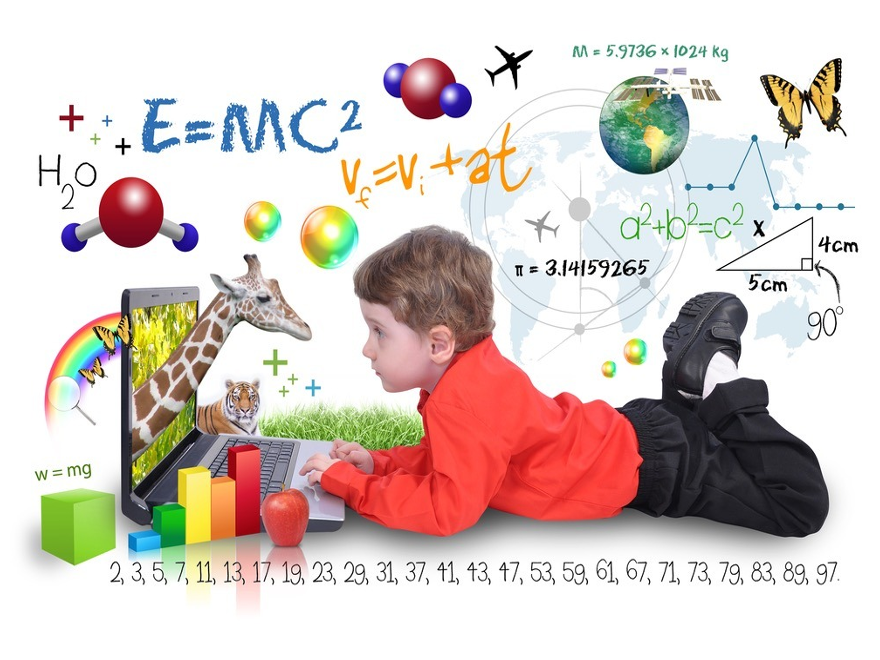 M = 5.9736 x 1024 kg
E=MC²
H₂O
v_f = v_i + at
a²+b²=c²
x
4cm
π = 3.14159265
5cm
90°
w = mg
2, 3, 5, 7, 11, 13, 17, 19, 23, 29, 31, 37, 41, 43, 47, 53, 59, 61, 67, 71, 73, 79, 83, 89, 97.